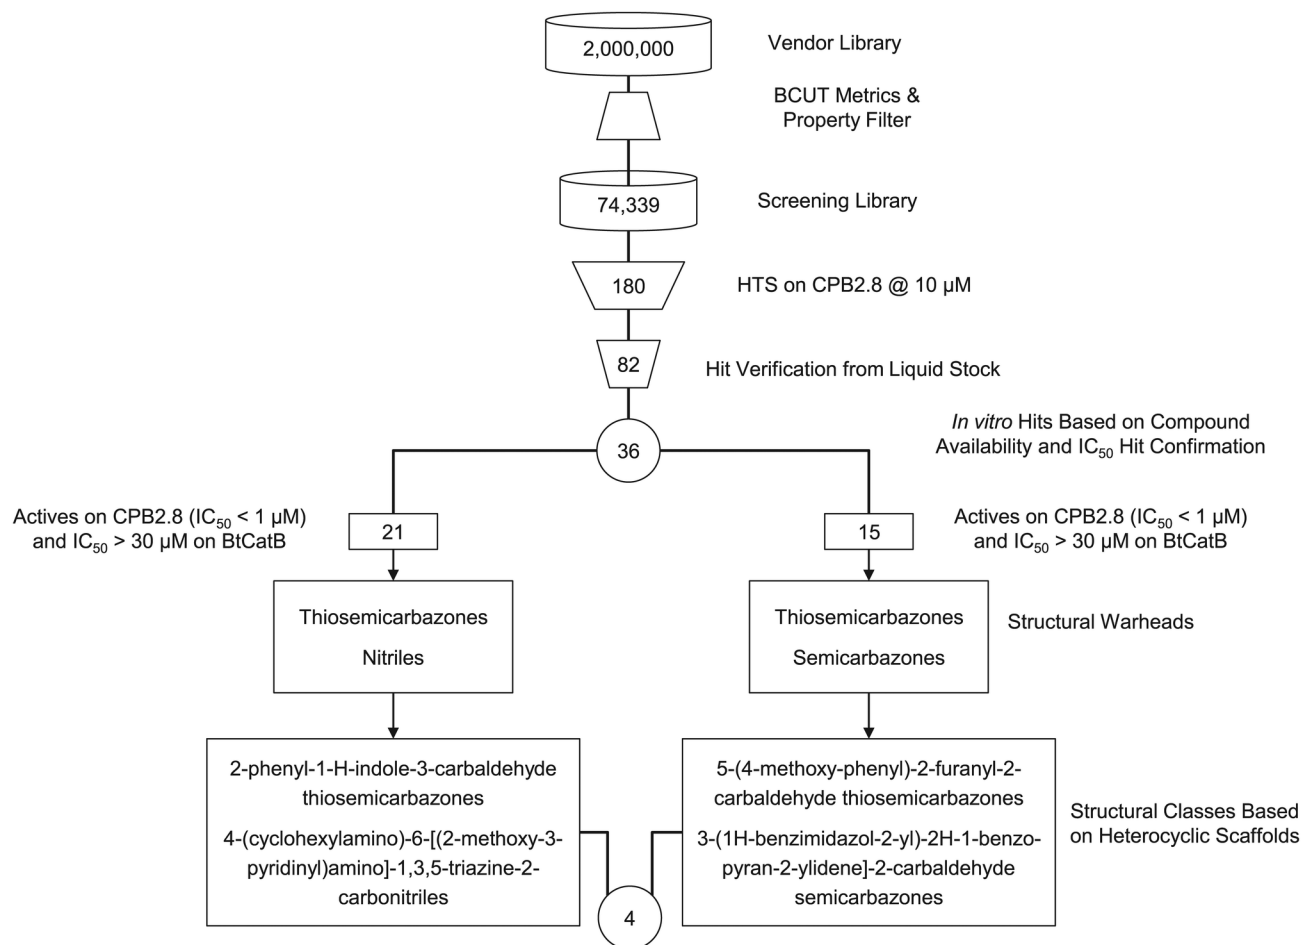 2,000,000
Vendor Library
BCUT Metrics &
Property Filter
74,339
Screening Library
180
HTS on CPB2.8 @ 10 µM
82
Hit Verification from Liquid Stock
36
In vitro Hits Based on Compound
Availability and IC50 Hit Confirmation
Actives on CPB2.8 (IC50 < 1 µM)
and IC50 > 30 µM on BtCatB
21
15
Actives on CPB2.8 (IC50 < 1 µM)
and IC50 > 30 µM on BtCatB
Thiosemicarbazones
Nitriles
Thiosemicarbazones
Semicarbazones
Structural Warheads
2-phenyl-1-H-indole-3-carbaldehyde
thiosemicarbazones
4-(cyclohexylamino)-6-[(2-methoxy-3-
pyridinyl)amino]-1,3,5-triazine-2-
carbonitriles
5-(4-methoxy-phenyl)-2-furanyl-2-
carbaldehyde thiosemicarbazones
3-(1H-benzimidazol-2-yl)-2H-1-benzo-
pyran-2-ylidene]-2-carbaldehyde
semicarbazones
Structural Classes Based
on Heterocyclic Scaffolds
4